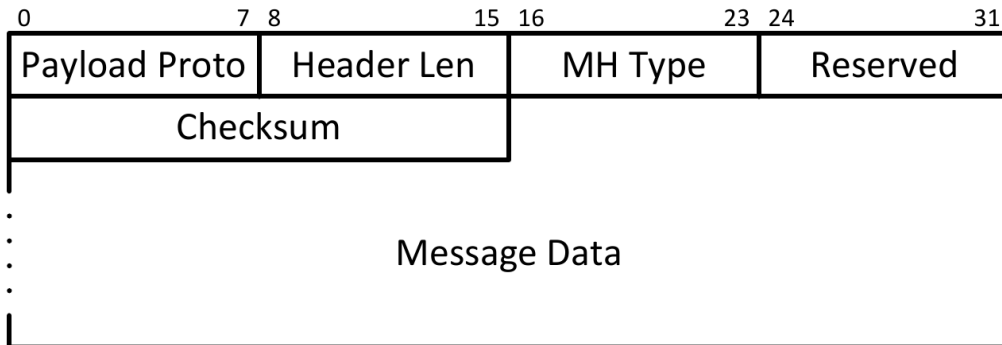 0 7 8 15 16 23 24 31
Payload Proto Header Len MH Type Reserved
Checksum
Message Data